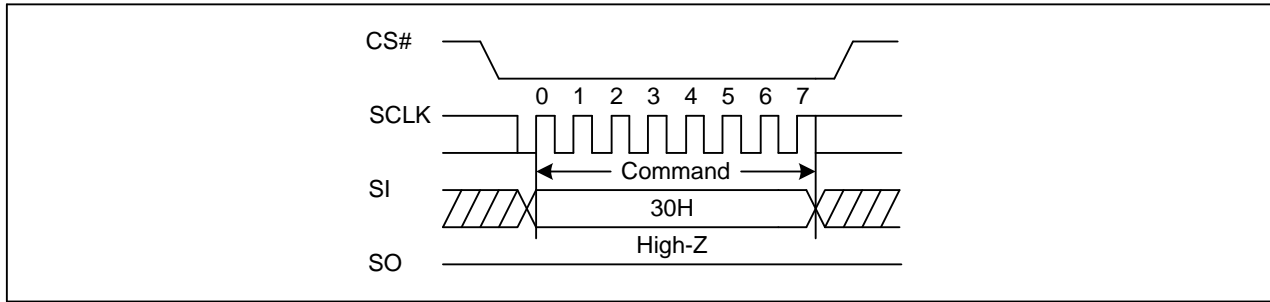 CS#
0 1 2 3 4 5 6 7
SCLK
Command
SI
30H
High-Z
SO